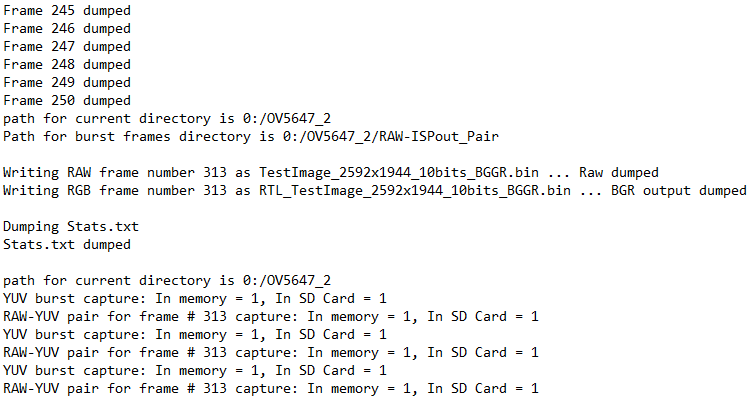 Frame 245 dumped
Frame 246 dumped
Frame 247 dumped
Frame 248 dumped
Frame 249 dumped
Frame 250 dumped
path for current directory is 0:/OV5647_2
Path for burst frames directory is 0:/OV5647_2/RAW-ISPout_Pair
Writing RAW frame number 313 as TestImage_2592x1944_10bits_BGGR.bin ... Raw dumped
Writing RGB frame number 313 as RTL_TestImage_2592x1944_10bits_BGGR.bin ... BGR output dumped
Dumping Stats.txt
Stats.txt dumped
path for current directory is 0:/OV5647_2
YUV burst capture: In memory = 1, In SD Card = 1
RAW-YUV pair for frame # 313 capture: In memory = 1, In SD Card = 1
YUV burst capture: In memory = 1, In SD Card = 1
RAW-YUV pair for frame # 313 capture: In memory = 1, In SD Card = 1
YUV burst capture: In memory = 1, In SD Card = 1
RAW-YUV pair for frame # 313 capture: In memory = 1, In SD Card = 1